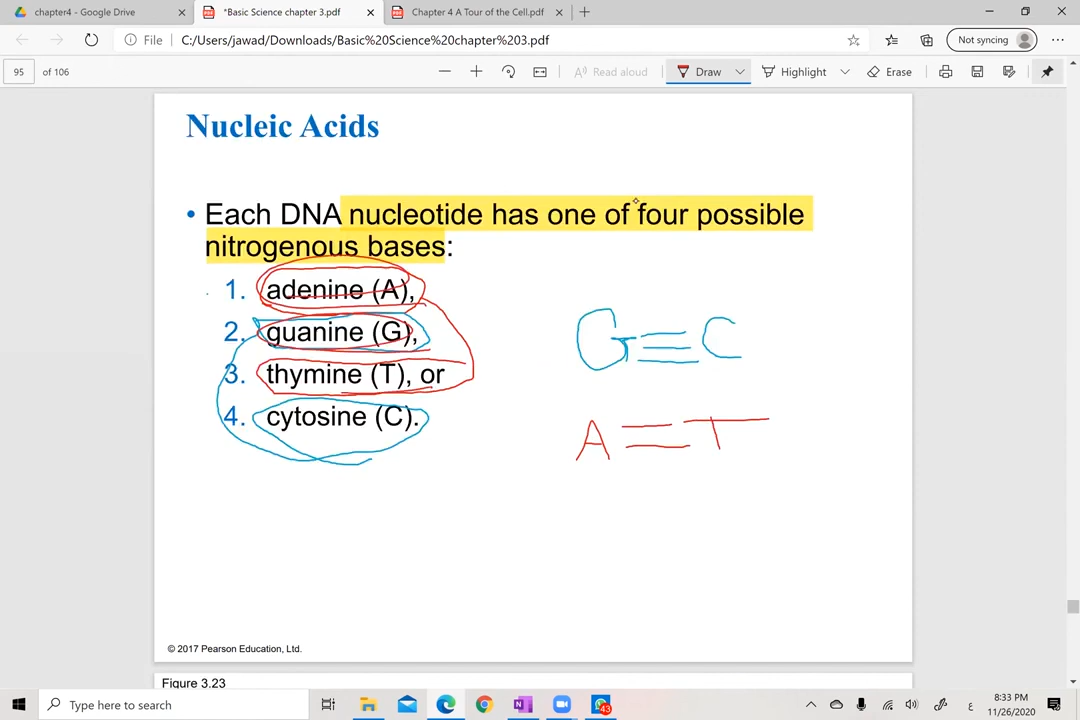 chapter4 - Google Drive
*Basic Science chapter 3.pdf
Chapter 4 A Tour of the Cell.pdf
File
C:/Users/jawad/Downloads/Basic%20Science%20chapter%203.pdf
Not syncing
95 of 106
Read aloud
Draw
Highlight
Erase
Nucleic Acids
• Each DNA nucleotide has one of four possible
nitrogenous bases:
1. adenine (A),
2. guanine (G),
3. thymine (T), or
4. cytosine (C).
G≡C
A=T
© 2017 Pearson Education, Ltd.
Figure 3.23
Type here to search
43
ع
8:33 PM
11/26/2020